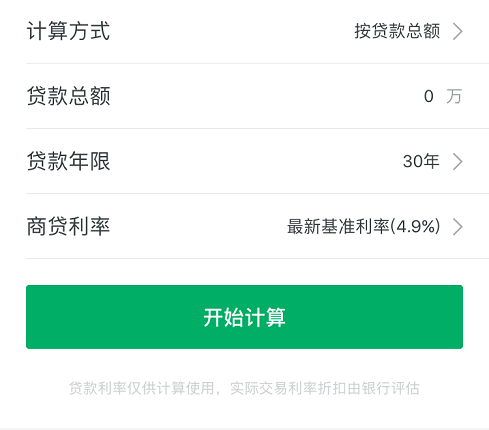 计算方式 按贷款总额
贷款总额 0 万
贷款年限 30年
商贷利率 最新基准利率(4.9%)
开始计算
贷款利率仅供计算使用，实际交易利率折扣由银行评估